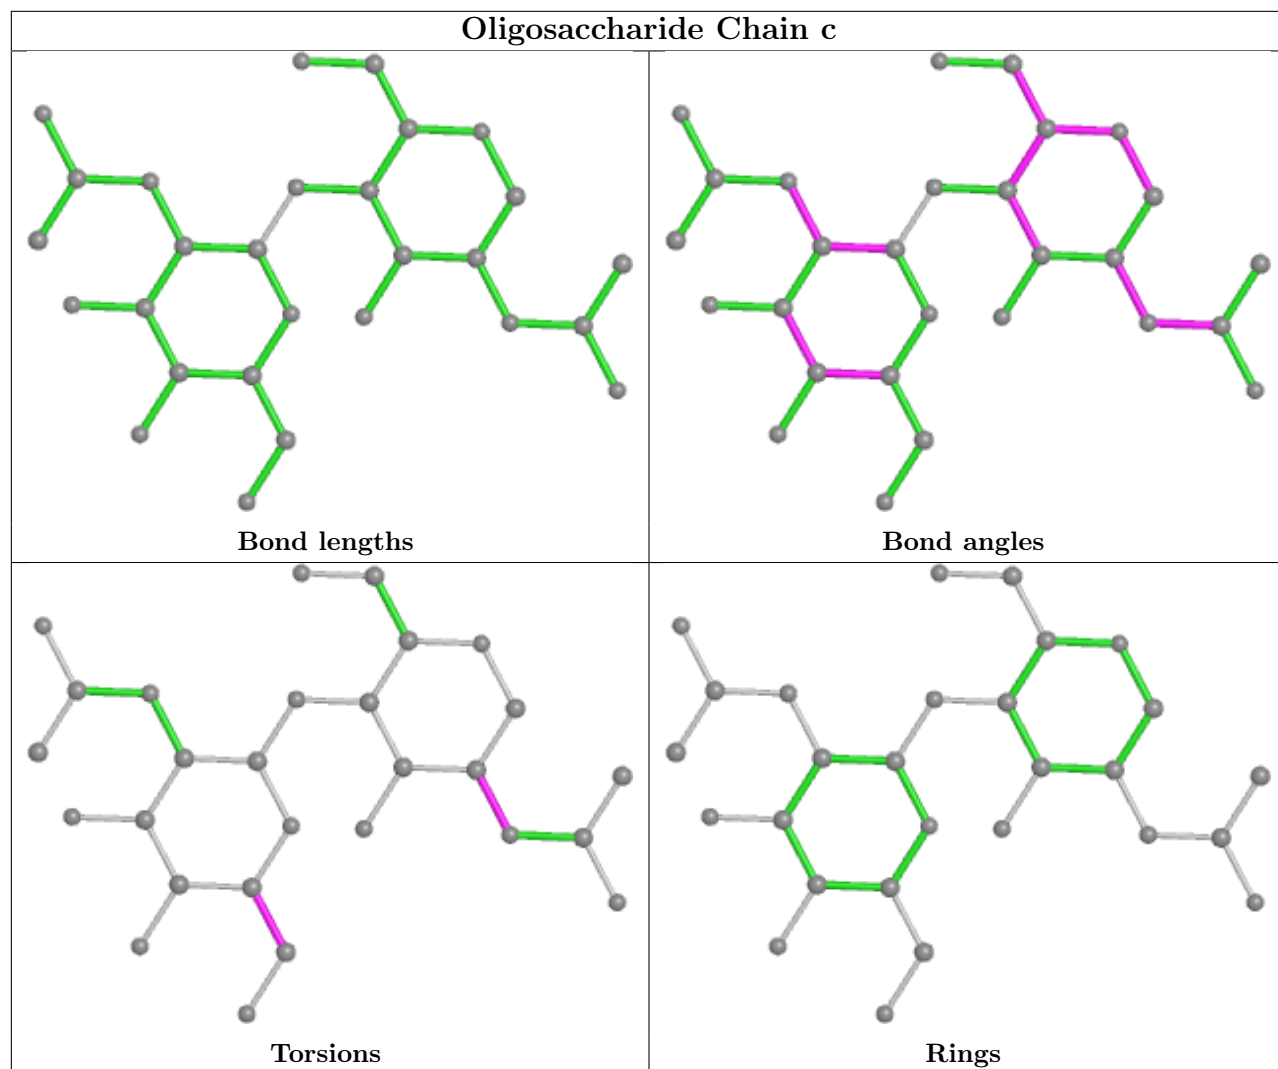 Oligosaccharide Chain c
Bond lengths
Bond angles
Torsions
Rings